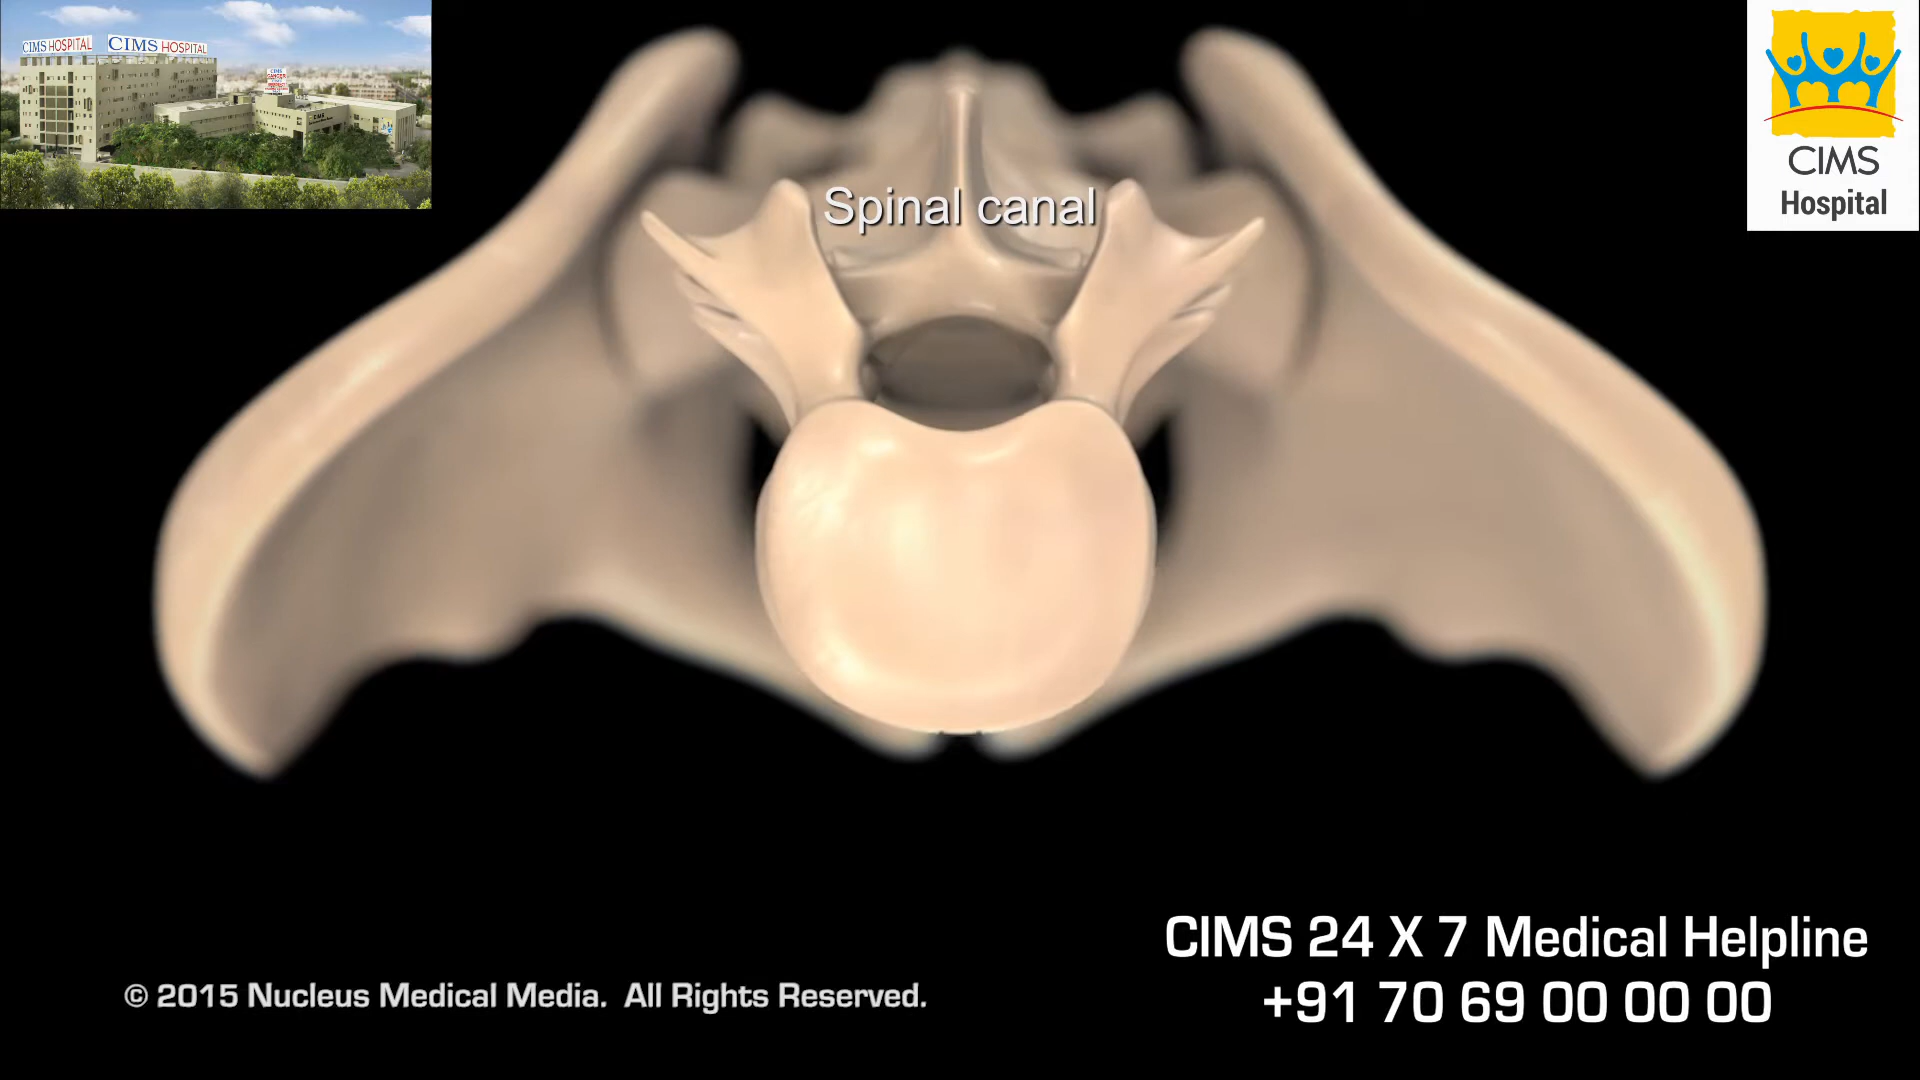 CIMS HOSPITAL
CIMS HOSPITAL
CIMS
Hospital
Spinal canal
CIMS 24 X 7 Medical Helpline
+91 70 69 00 00 00
© 2015 Nucleus Medical Media. All Rights Reserved.